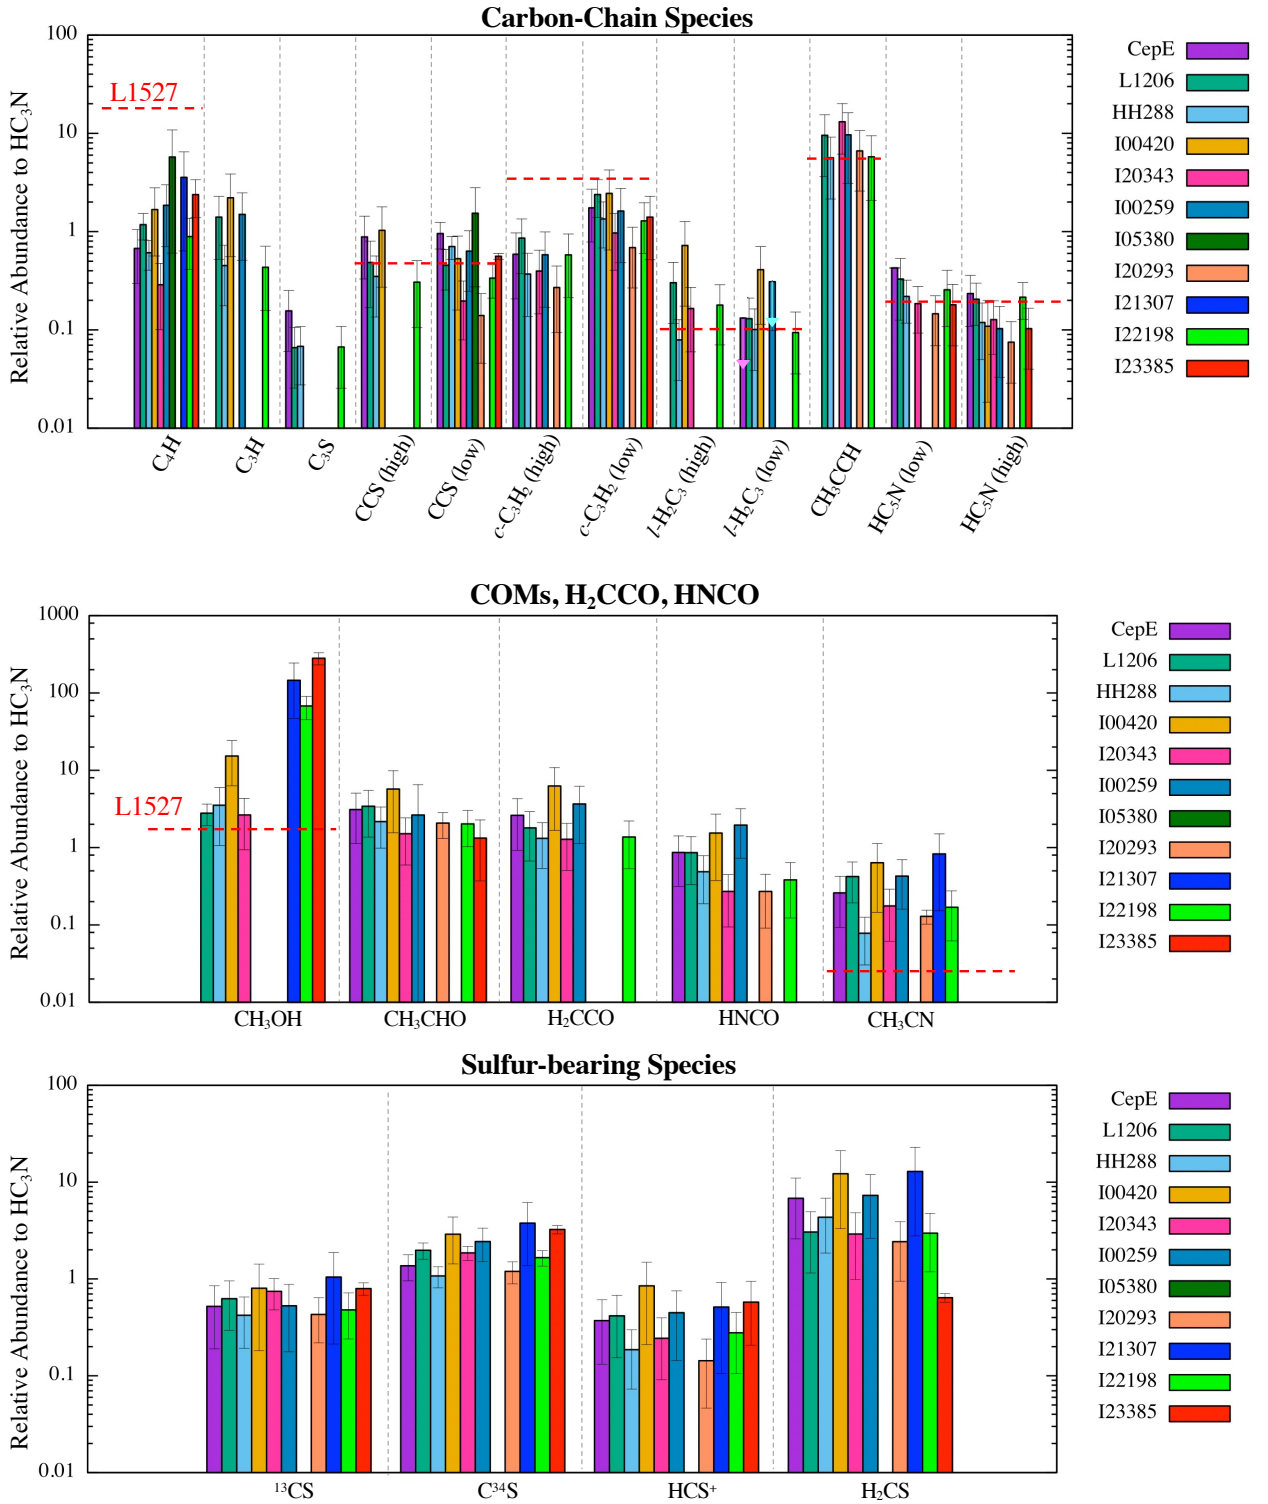 Carbon-Chain Species
Relative Abundance to HC₃N
100
10
1
0.1
0.01
L1527
C₄H
C₃H
C₃S
CCS (high)
CCS (low)
c-C₃H₂ (high)
c-C₃H₂ (low)
l-H₂C₃ (high)
l-H₂C₃ (low)
CH₃CCH
HC₅N (low)
HC₅N (high)
CepE
L1206
HH288
I00420
I20343
I00259
I05380
I20293
I21307
I22198
I23385
COMs, H₂CCO, HNCO
Relative Abundance to HC₃N
1000
100
10
1
0.1
0.01
L1527
CH₃OH
CH₃CHO
H₂CCO
HNCO
CH₃CN
CepE
L1206
HH288
I00420
I20343
I00259
I05380
I20293
I21307
I22198
I23385
Sulfur-bearing Species
Relative Abundance to HC₃N
100
10
1
0.1
0.01
¹³CS
C³⁴S
HCS⁺
H₂CS
CepE
L1206
HH288
I00420
I20343
I00259
I05380
I20293
I21307
I22198
I23385